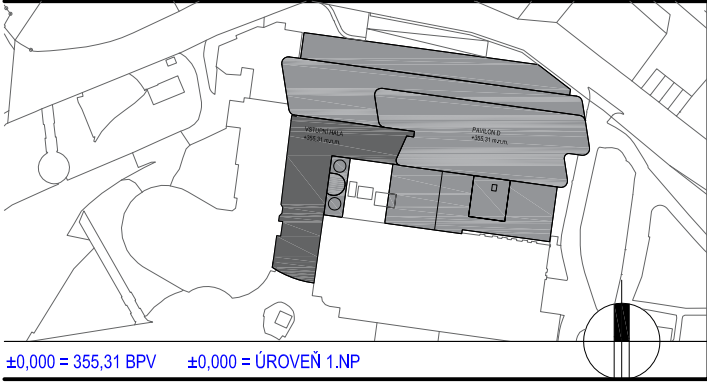 VSTUPNÍ HALA
+355,31 m.n.m.
PAVILON D
+355,31 m.n.m.
±0,000 = 355,31 BPV ±0,000 = ÚROVEŇ 1.NP